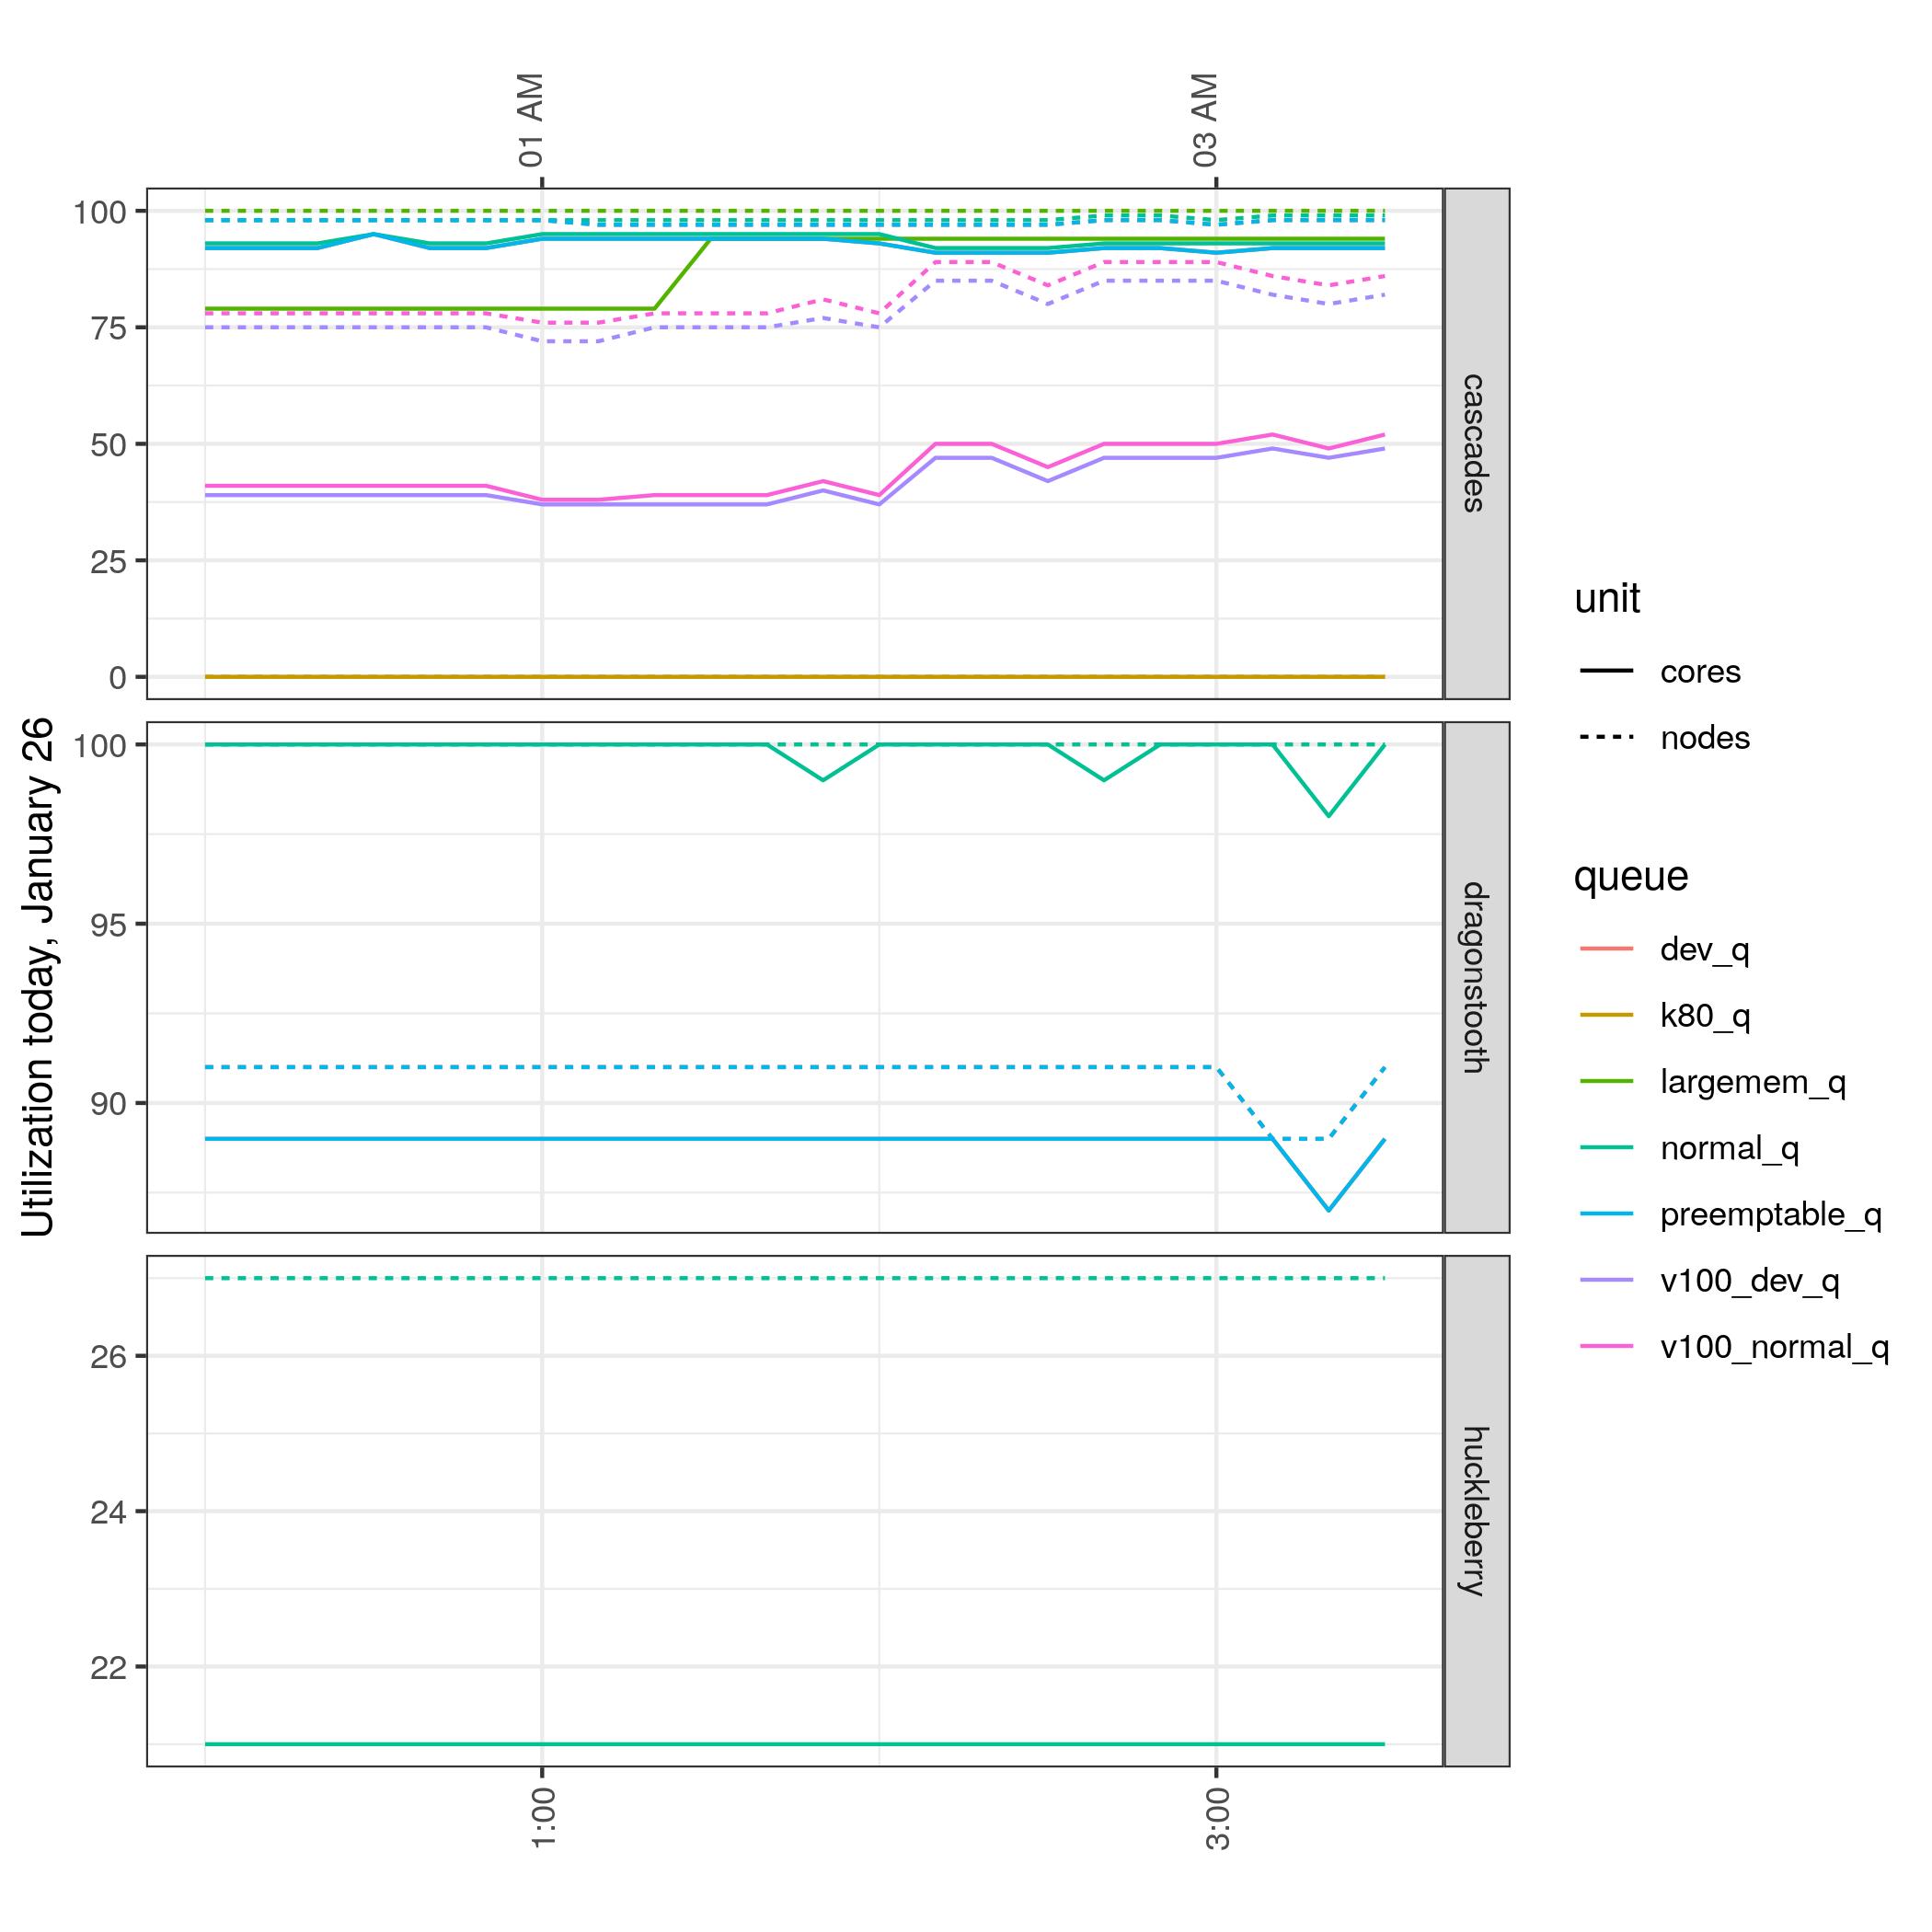 01 AM
03 AM
Utilization today, January 26
100
75
50
25
0
cascades
100
95
90
dragonstooth
26
24
22
huckleberry
1:00
3:00
unit
cores
nodes
queue
dev_q
k80_q
largemem_q
normal_q
preemptable_q
v100_dev_q
v100_normal_q